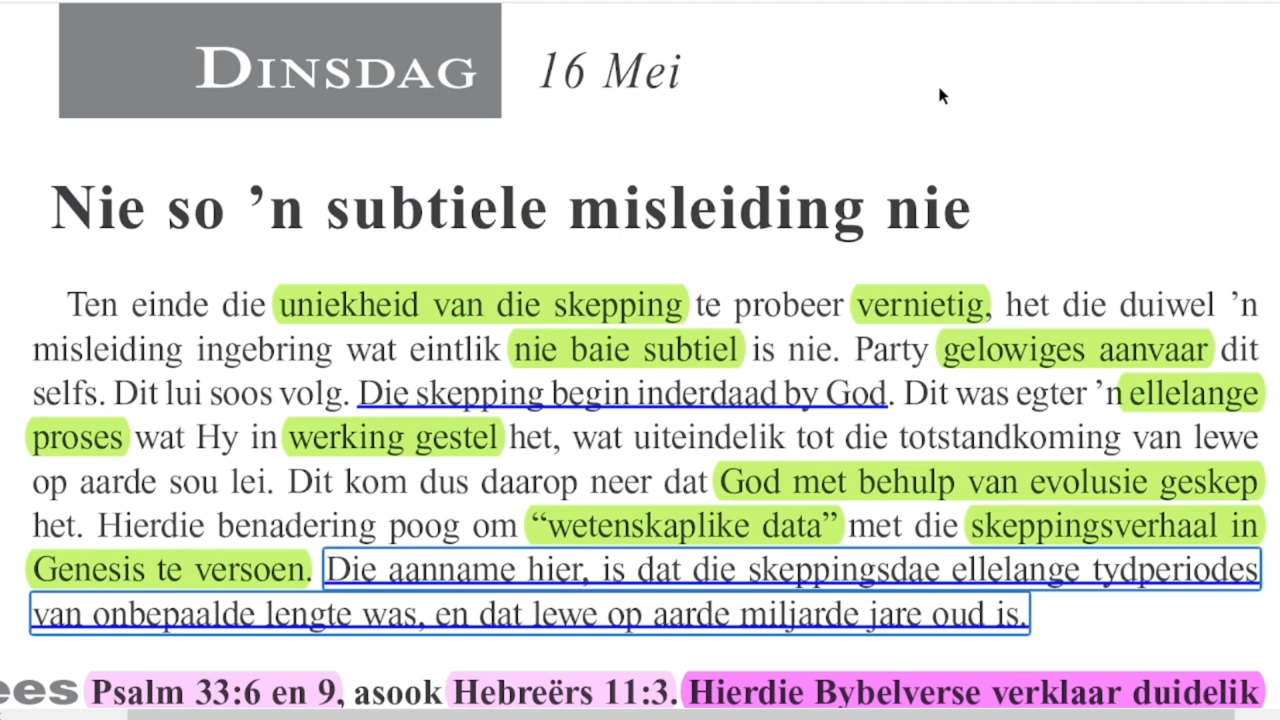 DINSDAG 16 Mei
Nie so ’n subtiele misleiding nie
Ten einde die uniekheid van die skepping te probeer vernietig, het die duiwel ’n
misleiding ingebring wat eintlik nie baie subtiel is nie. Party gelowiges aanvaar dit
selfs. Dit lui soos volg. Die skepping begin inderdaad by God. Dit was egter ’n ellelange
proses wat Hy in werking gestel het, wat uiteindelik tot die totstandkoming van lewe
op aarde sou lei. Dit kom dus daarop neer dat God met behulp van evolusie geskep
het. Hierdie benadering poog om “wetenskaplike data” met die skeppingsverhaal in
Genesis te versoen. Die aanname hier, is dat die skeppingsdae ellelange tydperiodes
van onbepaalde lengte was, en dat lewe op aarde miljarde jare oud is.
ees Psalm 33:6 en 9, asook Hebreërs 11:3. Hierdie Bybelverse verklaar duidelik